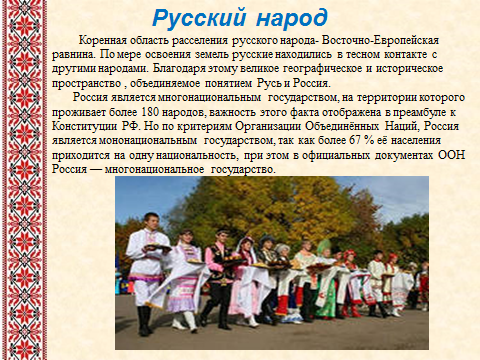 Русский народ
Коренная область расселения русского народа- Восточно-Европейская
равнина. По мере освоения земель русские находились в тесном контакте с
другими народами. Благодаря этому великое географическое и историческое
пространство , объединяемое понятием Русь и Россия.
Россия является многонациональным государством, на территории которого
проживает более 180 народов, важность этого факта отображена в преамбуле к
Конституции РФ. Но по критериям Организации Объединённых Наций, Россия
является мононациональным государством, так как более 67 % её населения
приходится на одну национальность, при этом в официальных документах ООН
Россия — многонациональное государство.